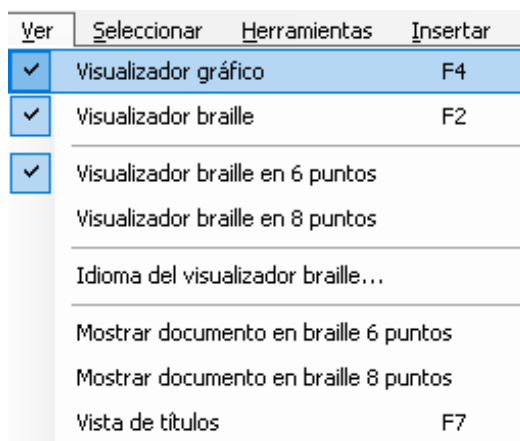 Ver Seleccionar Herramientas Insertar
Visualizador gráfico F4
Visualizador braille F2
Visualizador braille en 6 puntos
Visualizador braille en 8 puntos
Idioma del visualizador braille...
Mostrar documento en braille 6 puntos
Mostrar documento en braille 8 puntos
Vista de títulos F7